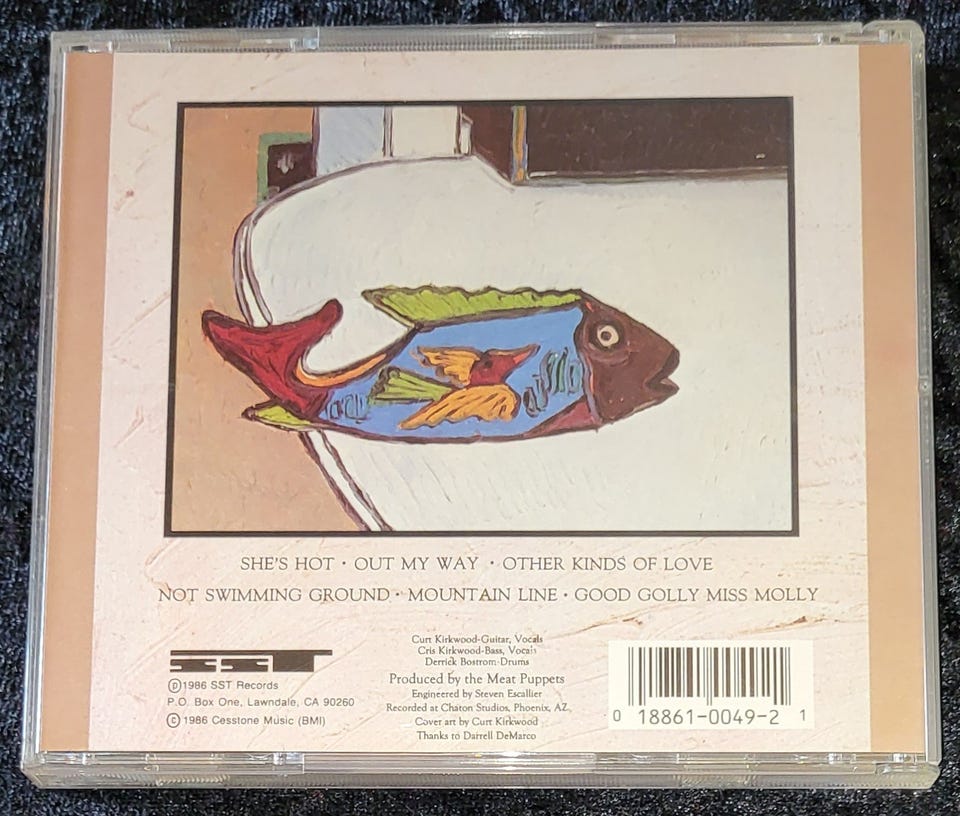 SHE'S HOT · OUT MY WAY · OTHER KINDS OF LOVE
NOT SWIMMING GROUND · MOUNTAIN LINE · GOOD GOLLY MISS MOLLY
SST
Ⓟ1986 SST Records
P.O. Box One, Lawndale, CA 90260
© 1986 Cesstone Music (BMI)
Curt Kirkwood-Guitar, Vocals
Cris Kirkwood-Bass, Vocals
Derrick Bostrom-Drums
Produced by the Meat Puppets
Engineered by Steven Escallier
Recorded at Chaton Studios, Phoenix, AZ
Cover art by Curt Kirkwood
Thanks to Darrell DeMarco
0 18861-0049-2 1